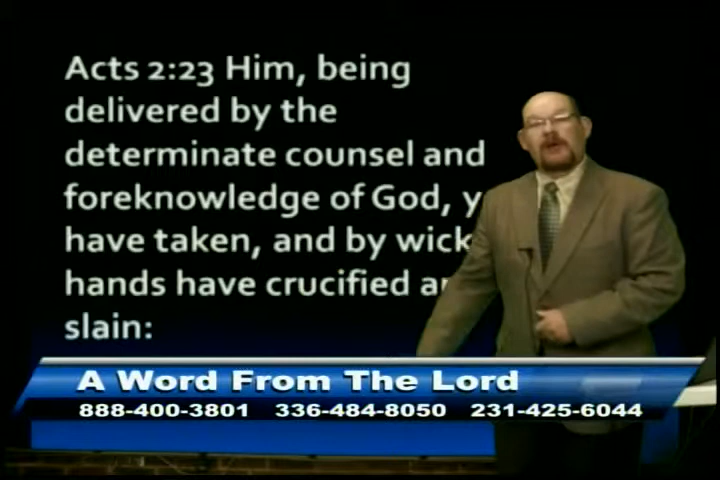 Acts 2:23 Him, being
delivered by the
determinate counsel and
foreknowledge of God, y
have taken, and by wick
hands have crucified a
slain:
A Word From The Lord
888-400-3801 336-484-8050 231-425-6044